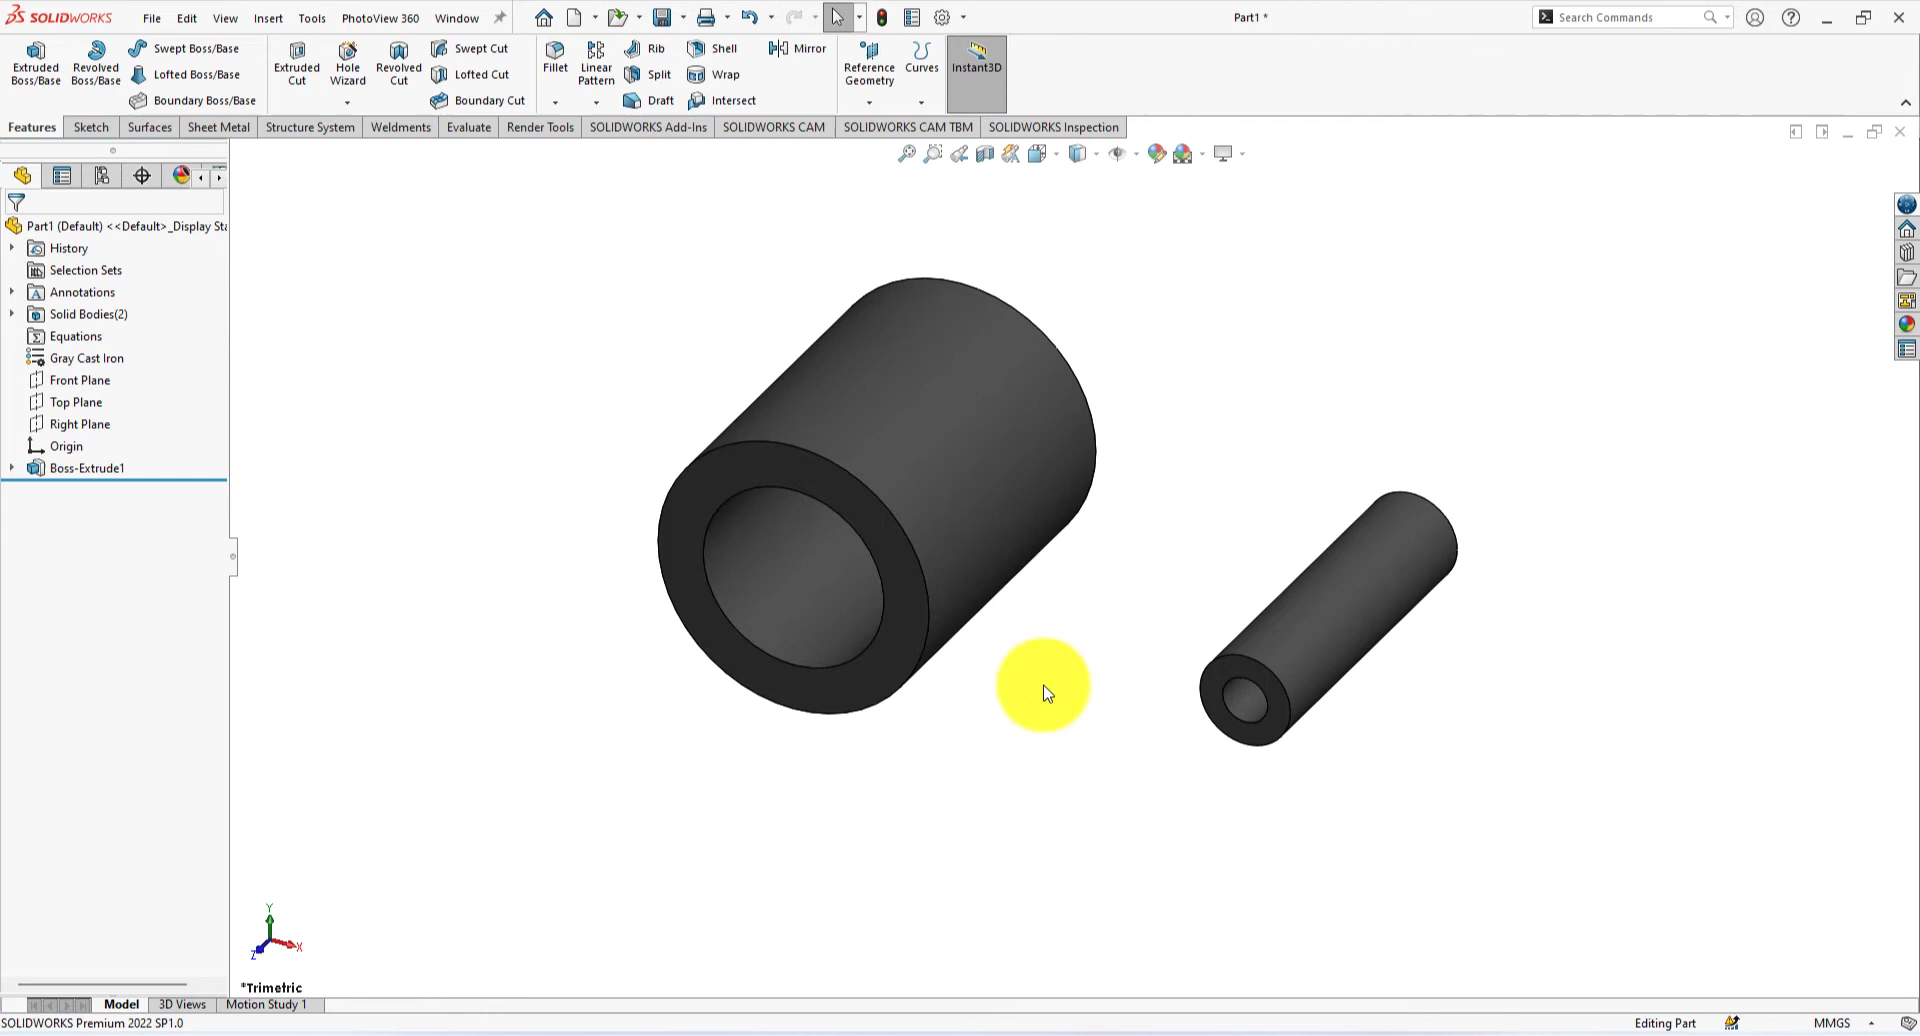 SOLIDWORKS File Edit View Insert Tools PhotoView 360 Window Part1 * Search Commands
Extruded Boss/Base
Revolved Boss/Base
Swept Boss/Base
Lofted Boss/Base
Boundary Boss/Base
Extruded Cut
Hole Wizard
Revolved Cut
Swept Cut
Lofted Cut
Boundary Cut
Fillet
Linear Pattern
Rib
Split
Draft
Shell
Wrap
Intersect
Mirror
Reference Geometry
Curves
Instant3D
Features Sketch Surfaces Sheet Metal Structure System Weldments Evaluate Render Tools SOLIDWORKS Add-Ins SOLIDWORKS CAM SOLIDWORKS CAM TBM SOLIDWORKS Inspection
Part1 (Default) <<Default>_Display Sta
History
Selection Sets
Annotations
Solid Bodies(2)
Equations
Gray Cast Iron
Front Plane
Top Plane
Right Plane
Origin
Boss-Extrude1
Y
X
Z
*Trimetric
Model 3D Views Motion Study 1
SOLIDWORKS Premium 2022 SP1.0 Editing Part MMGS